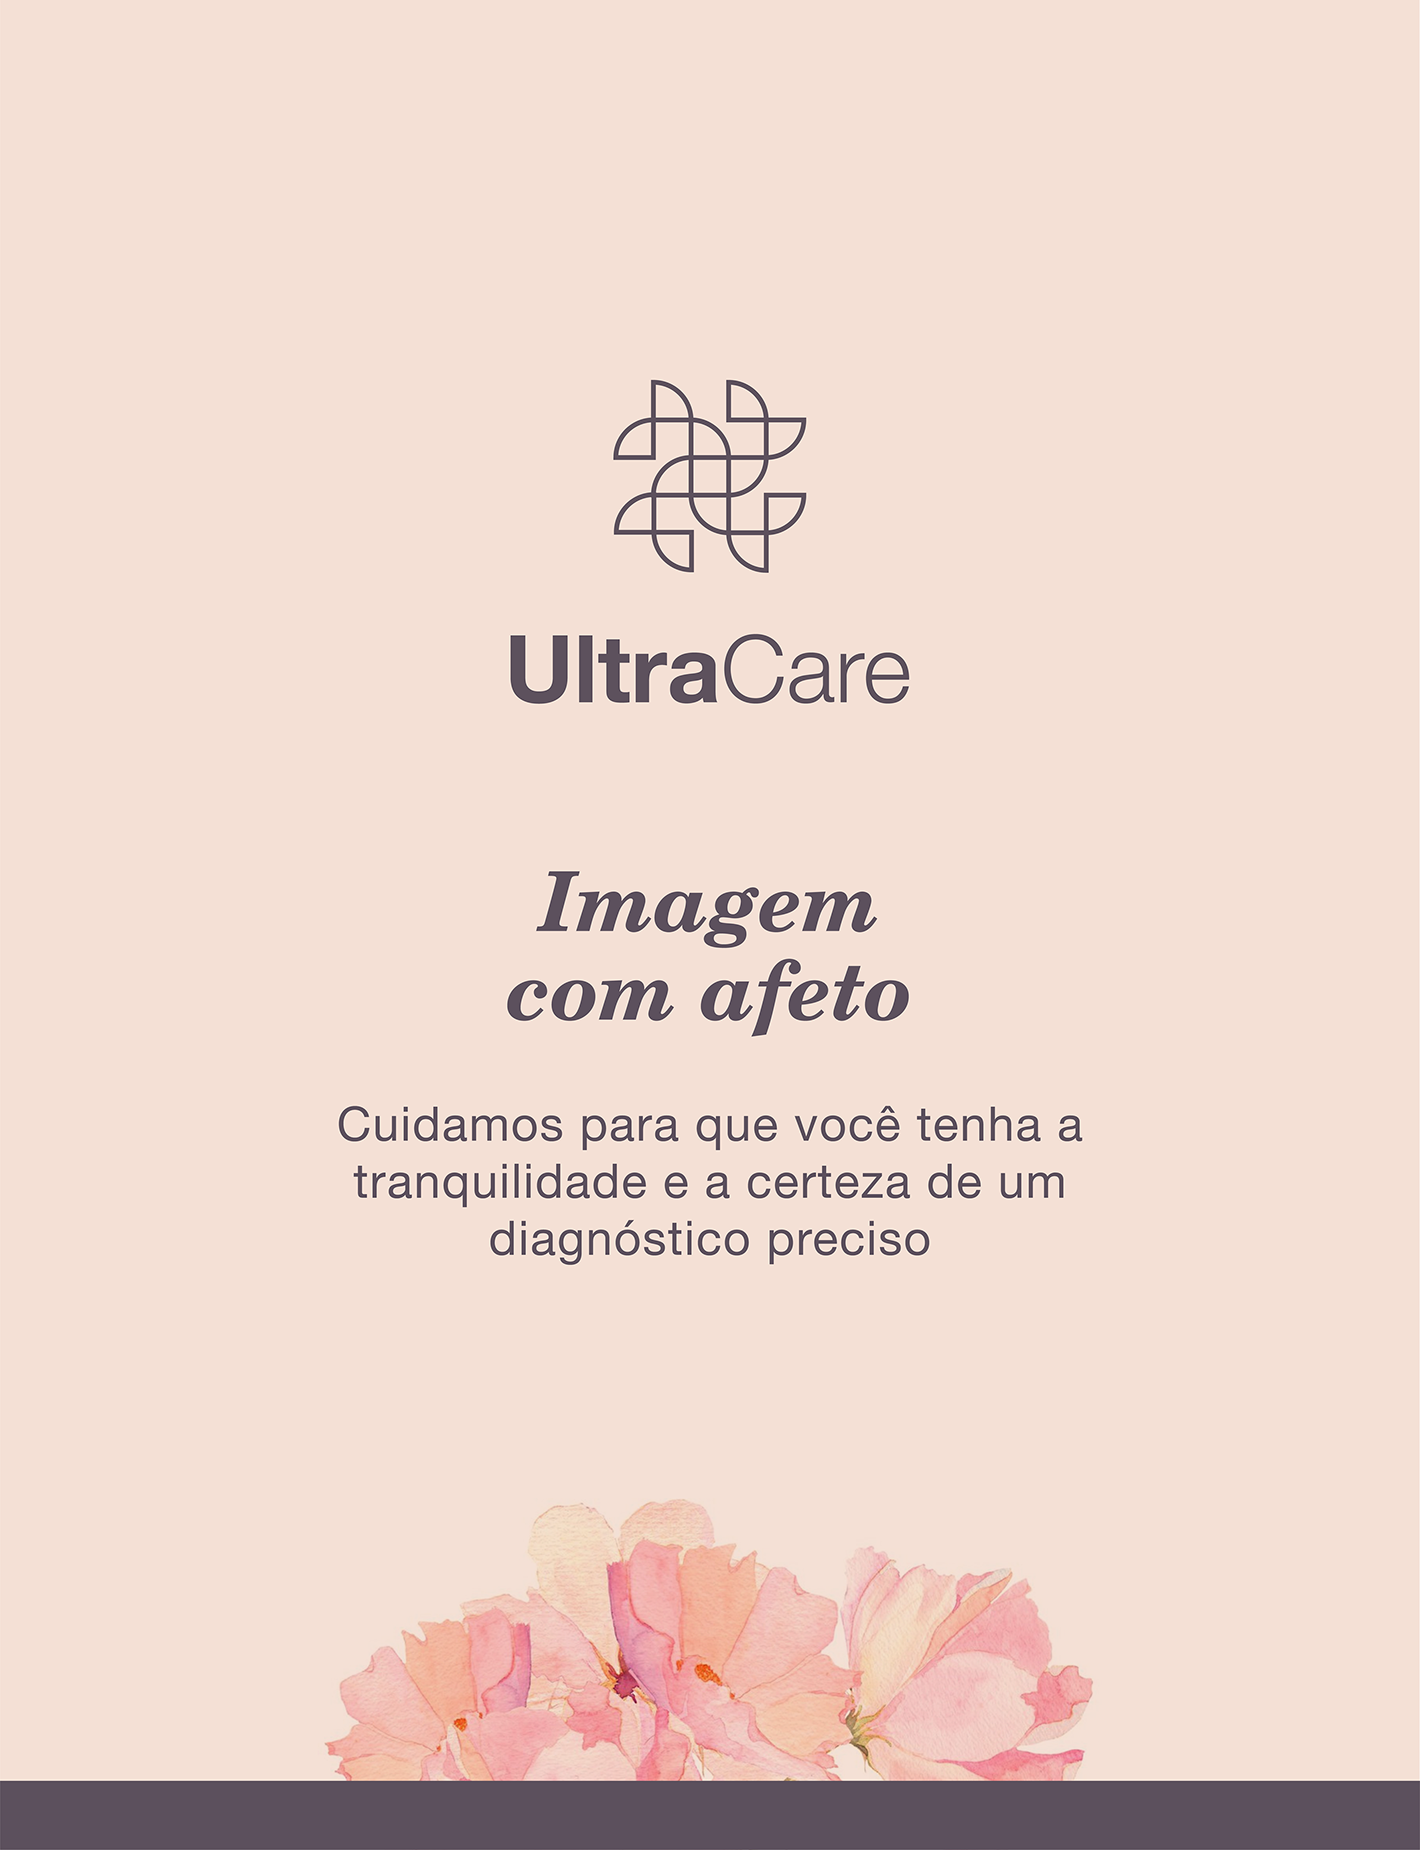 UltraCare
Imagem
com afeto
Cuidamos para que você tenha a
tranquilidade e a certeza de um
diagnóstico preciso